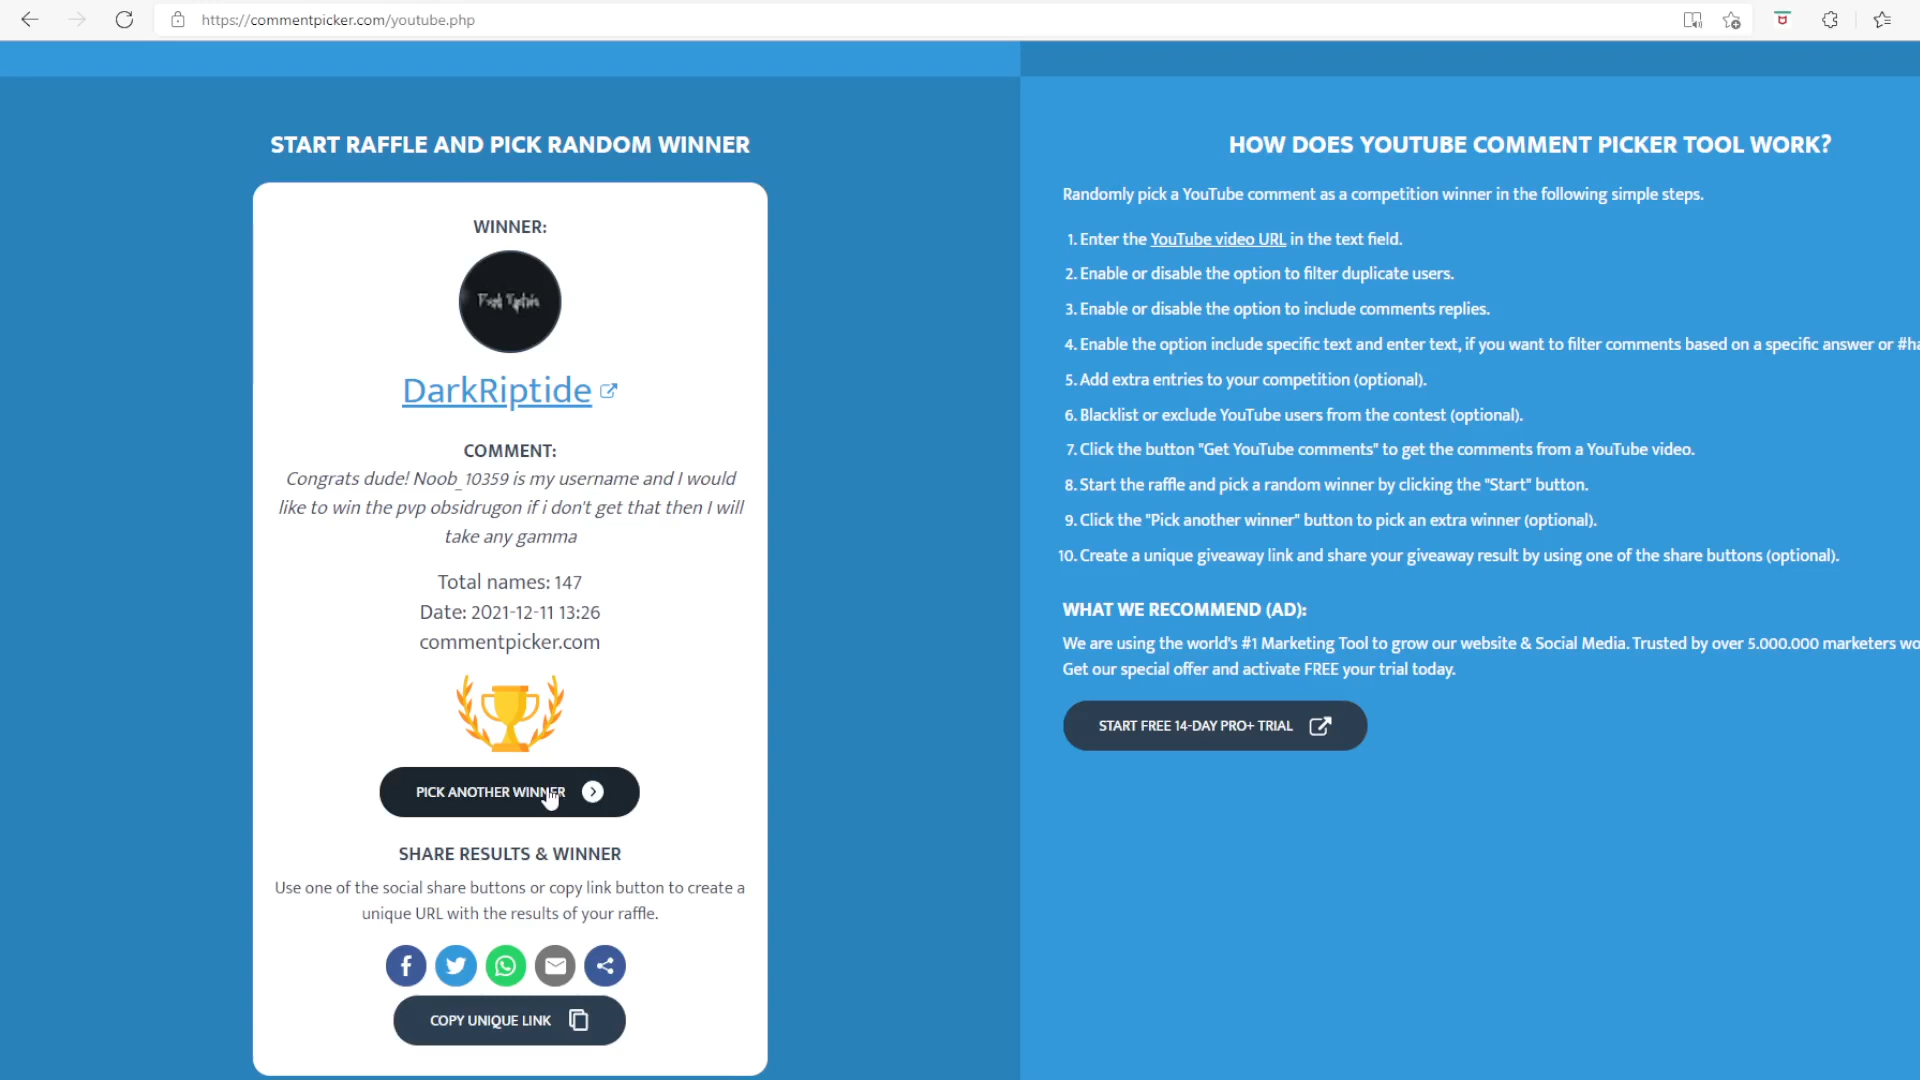 https://commentpicker.com/youtube.php
START RAFFLE AND PICK RANDOM WINNER
WINNER:
DarkRiptide
COMMENT:
Congrats dude! Noob_10359 is my username and I would
like to win the pvp obsidrugon if i don't get that then I will
take any gamma
Total names: 147
Date: 2021-12-11 13:26
commentpicker.com
PICK ANOTHER WINNER
SHARE RESULTS & WINNER
Use one of the social share buttons or copy link button to create a
unique URL with the results of your raffle.
COPY UNIQUE LINK
HOW DOES YOUTUBE COMMENT PICKER TOOL WORK?
Randomly pick a YouTube comment as a competition winner in the following simple steps.
1. Enter the YouTube video URL in the text field.
2. Enable or disable the option to filter duplicate users.
3. Enable or disable the option to include comments replies.
4. Enable the option include specific text and enter text, if you want to filter comments based on a specific answer or #ha
5. Add extra entries to your competition (optional).
6. Blacklist or exclude YouTube users from the contest (optional).
7. Click the button "Get YouTube comments" to get the comments from a YouTube video.
8. Start the raffle and pick a random winner by clicking the "Start" button.
9. Click the "Pick another winner" button to pick an extra winner (optional).
10. Create a unique giveaway link and share your giveaway result by using one of the share buttons (optional).
WHAT WE RECOMMEND (AD):
We are using the world's #1 Marketing Tool to grow our website & Social Media. Trusted by over 5.000.000 marketers wo
Get our special offer and activate FREE your trial today.
START FREE 14-DAY PRO+ TRIAL